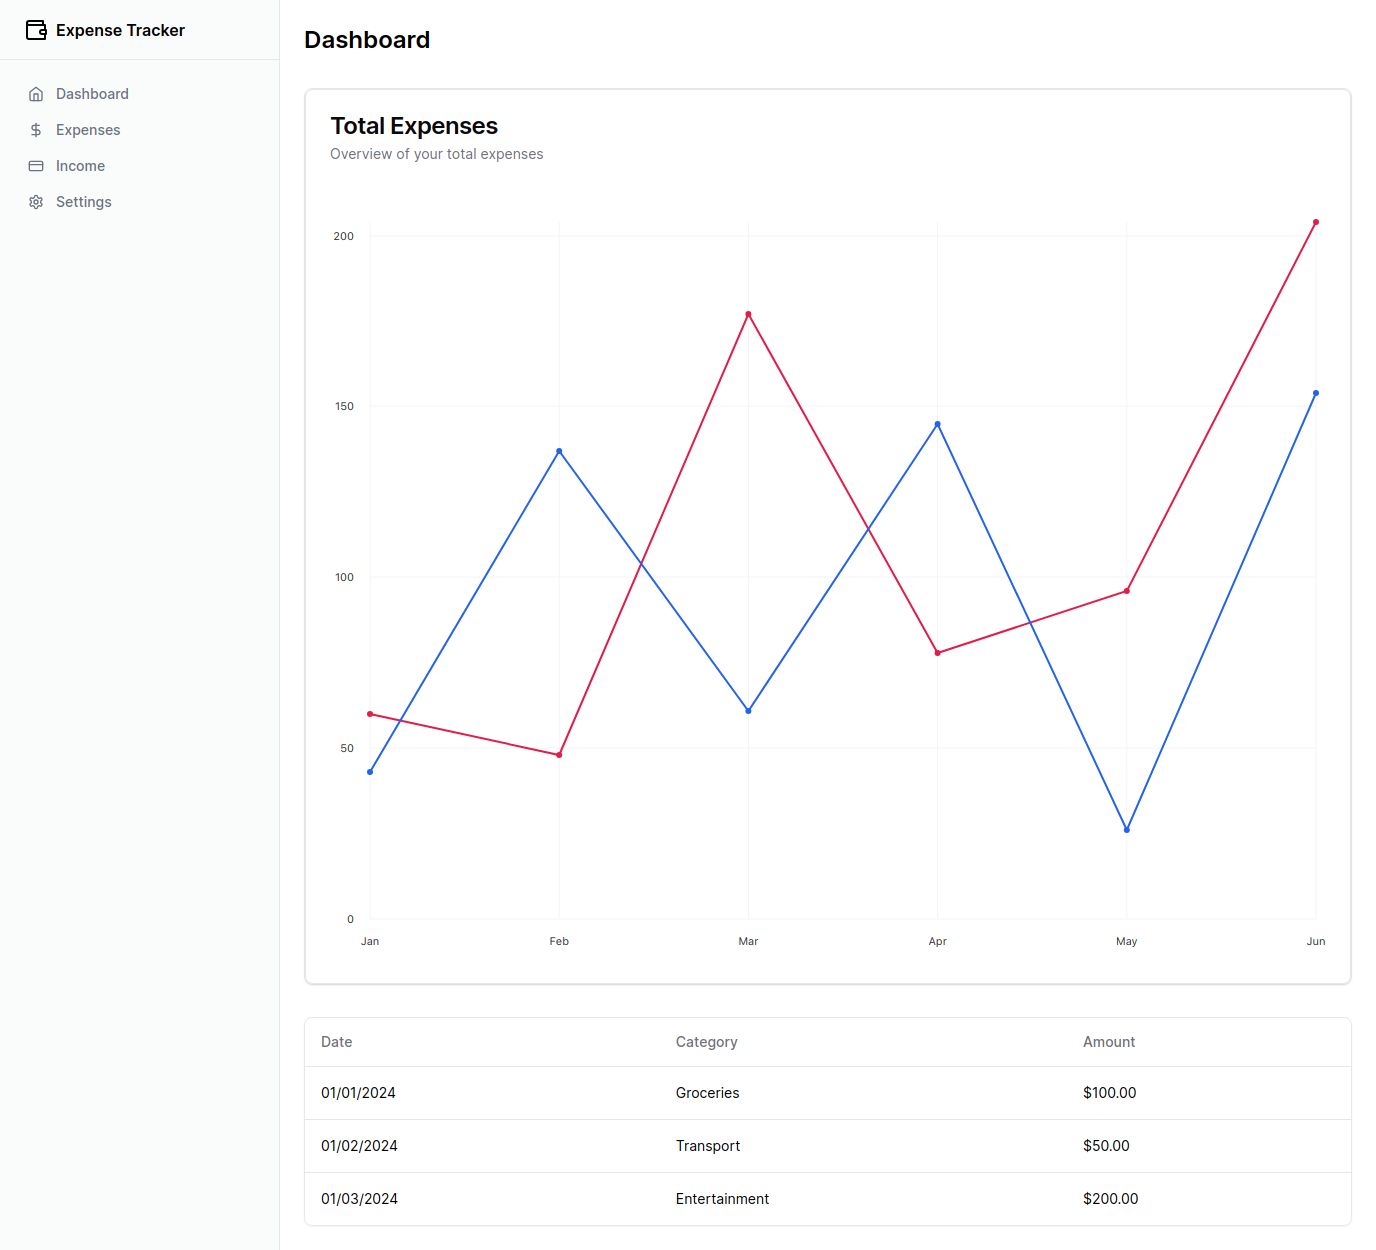 Expense Tracker
Dashboard
Expenses
Income
Settings
Dashboard
Total Expenses
Overview of your total expenses
200
150
100
50
0
Jan Feb Mar Apr May Jun
Date Category Amount
01/01/2024 Groceries $100.00
01/02/2024 Transport $50.00
01/03/2024 Entertainment $200.00